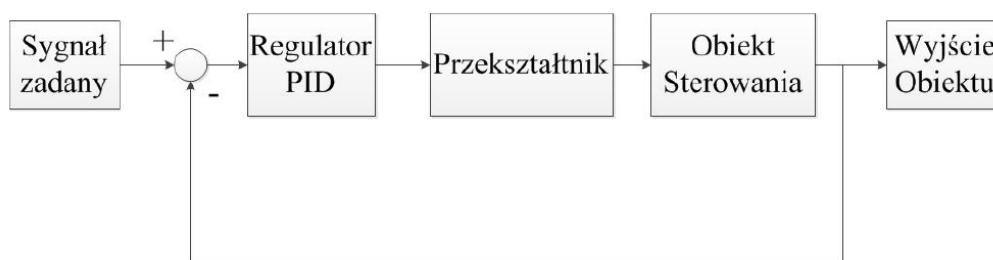 Sygnał
zadany
+
-
Regulator
PID
Przekształtnik
Obiekt
Sterowania
Wyjście
Obiektu